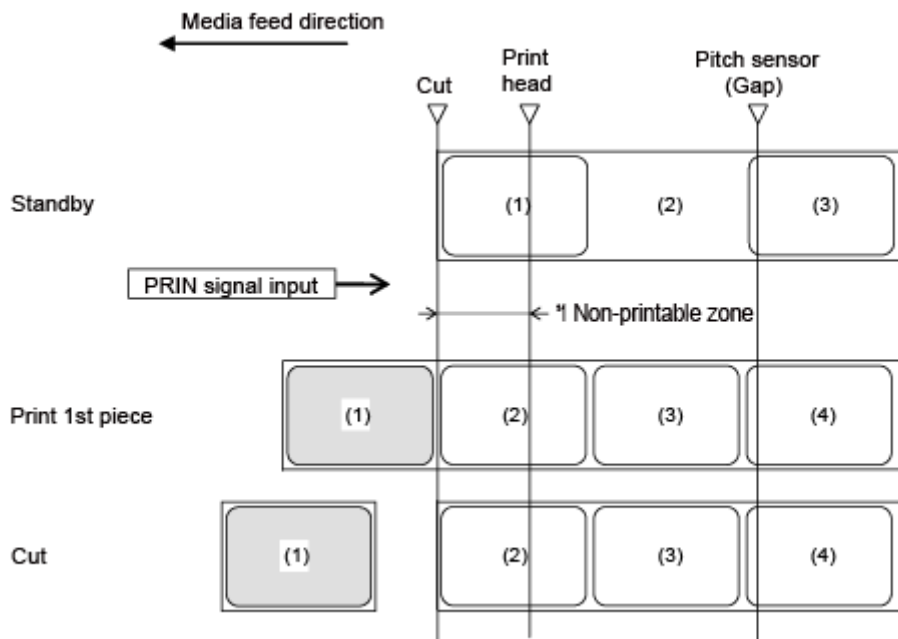 Media feed direction
Cut
Print
head
Pitch sensor
(Gap)
Standby
(1)
(2)
(3)
PRIN signal input
*1 Non-printable zone
Print 1st piece
(1)
(2)
(3)
(4)
Cut
(1)
(2)
(3)
(4)